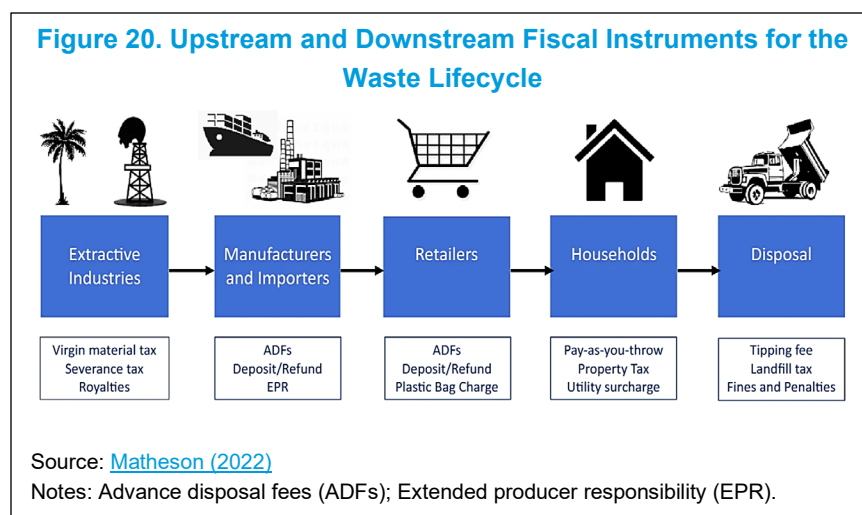 Figure 20. Upstream and Downstream Fiscal Instruments for the
Waste Lifecycle
Extractive
Industries
Manufacturers
and Importers
Retailers
Households
Disposal
Virgin material tax
Severance tax
Royalties
ADFs
Deposit/Refund
EPR
ADFs
Deposit/Refund
Plastic Bag Charge
Pay-as-you-throw
Property Tax
Utility surcharge
Tipping fee
Landfill tax
Fines and Penalties
Source: Matheson (2022)
Notes: Advance disposal fees (ADFs); Extended producer responsibility (EPR).